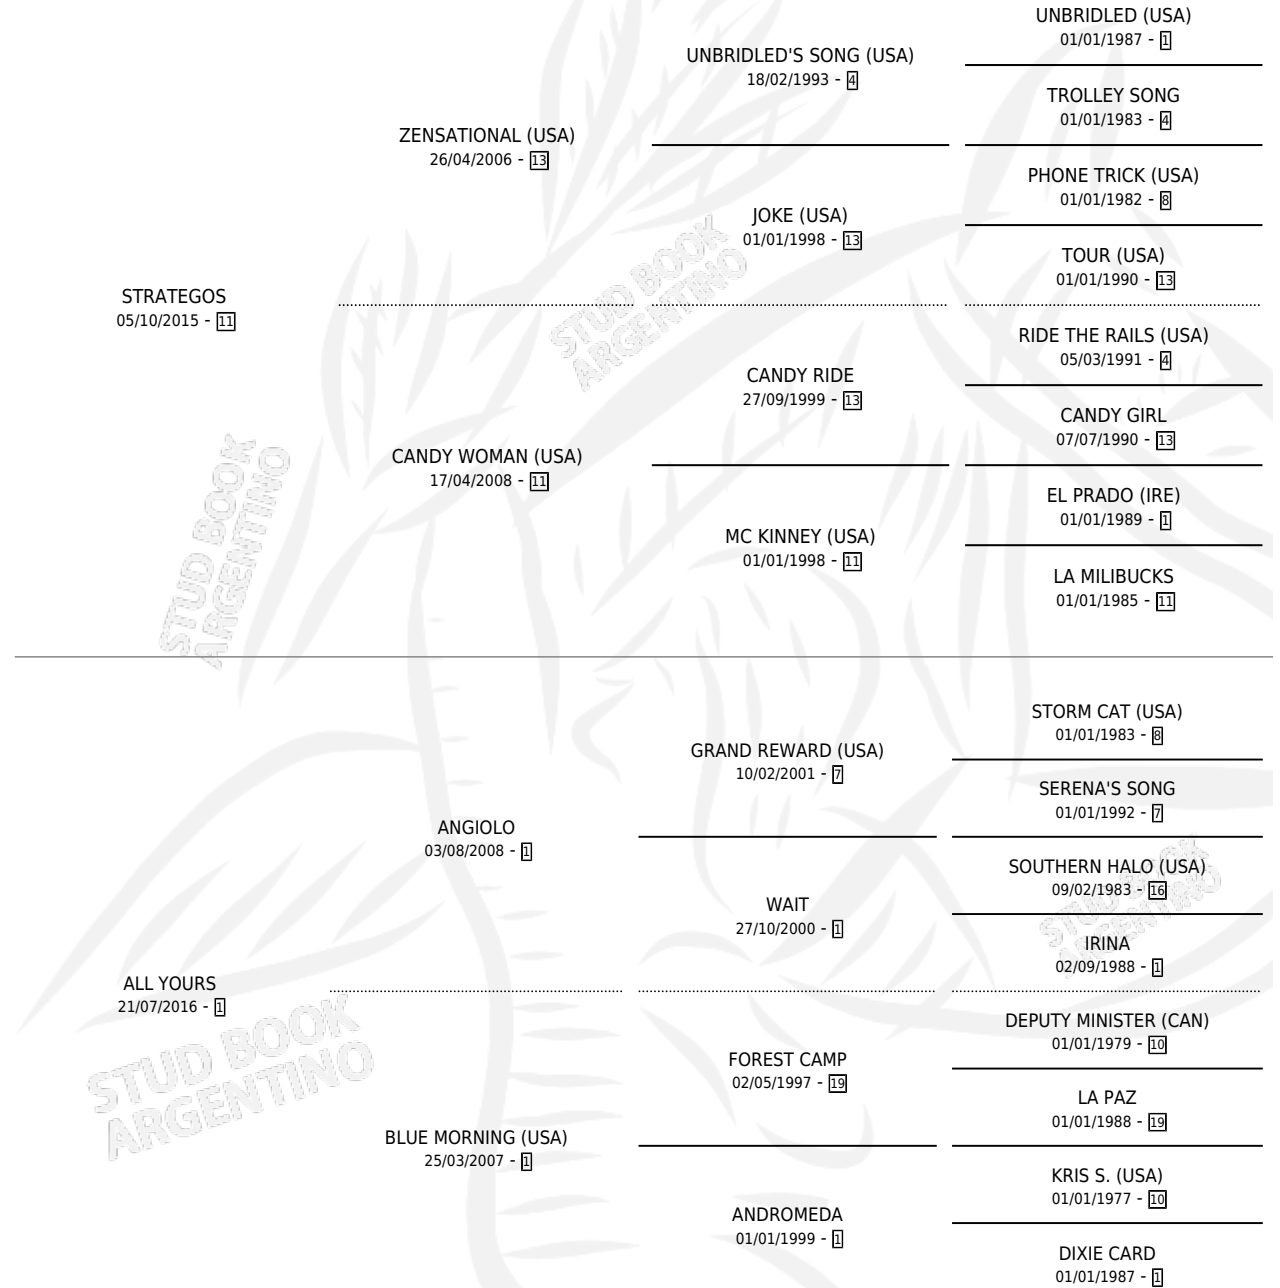 UNBRIDLED (USA)
01/01/1987 - 1
UNBRIDLED'S SONG (USA)
18/02/1993 - 4
TROLLEY SONG
01/01/1983 - 4
ZENSATIONAL (USA)
26/04/2006 - 13
PHONE TRICK (USA)
01/01/1982 - 8
JOKE (USA)
01/01/1998 - 13
TOUR (USA)
01/01/1990 - 13
STRATEGOS
05/10/2015 - 11
RIDE THE RAILS (USA)
05/03/1991 - 4
CANDY RIDE
27/09/1999 - 13
CANDY GIRL
07/07/1990 - 13
CANDY WOMAN (USA)
17/04/2008 - 11
EL PRADO (IRE)
01/01/1989 - 1
MC KINNEY (USA)
01/01/1998 - 11
LA MILIBUCKS
01/01/1985 - 11
STORM CAT (USA)
01/01/1983 - 8
GRAND REWARD (USA)
10/02/2001 - 7
SERENA'S SONG
01/01/1992 - 7
ANGIOLO
03/08/2008 - 1
SOUTHERN HALO (USA)
09/02/1983 - 16
WAIT
27/10/2000 - 1
IRINA
02/09/1988 - 1
ALL YOURS
21/07/2016 - 1
DEPUTY MINISTER (CAN)
01/01/1979 - 10
FOREST CAMP
02/05/1997 - 19
LA PAZ
01/01/1988 - 19
BLUE MORNING (USA)
25/03/2007 - 1
KRIS S. (USA)
01/01/1977 - 10
ANDROMEDA
01/01/1999 - 1
DIXIE CARD
01/01/1987 - 1
STUD BOOK
ARGENTINO
STUD BOOK
ARGENTINO
STUD BOOK
ARGENTINO
STUD BOOK
ARGENTINO